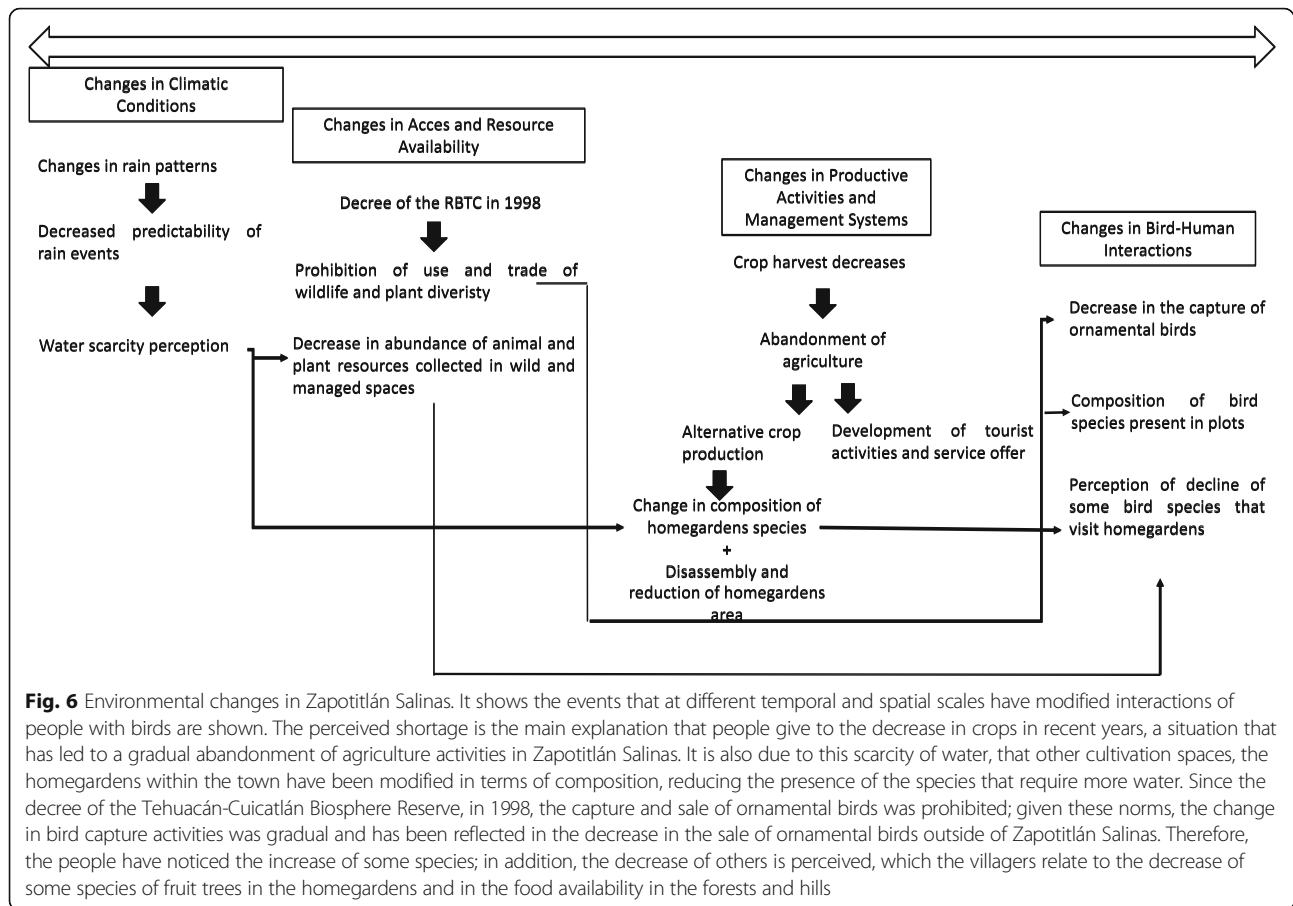 Changes in Climatic
Conditions
Changes in rain patterns
Decreased predictability of
rain events
Water scarcity perception
Changes in Acces and Resource
Availability
Decree of the RBTC in 1998
Prohibition of use and trade of
wildlife and plant diveristy
Decrease in abundance of animal and
plant resources collected in wild and
managed spaces
Changes in Productive
Activities and
Management Systems
Crop harvest decreases
Abandonment of
agriculture
Alternative crop
production
Development of tourist
activities and service offer
Change in composition of
homegardens species
+
Disassembly and
reduction of homegardens
area
Changes in Bird-Human
Interactions
Decrease in the capture of
ornamental birds
Composition of bird
species present in plots
Perception of decline of
some bird species that
visit homegardens
Fig. 6 Environmental changes in Zapotitlán Salinas. It shows the events that at different temporal and spatial scales have modified interactions of
people with birds are shown. The perceived shortage is the main explanation that people give to the decrease in crops in recent years, a situation that
has led to a gradual abandonment of agriculture activities in Zapotitlán Salinas. It is also due to this scarcity of water, that other cultivation spaces, the
homegardens within the town have been modified in terms of composition, reducing the presence of the species that require more water. Since the
decree of the Tehuacán-Cuicatlán Biosphere Reserve, in 1998, the capture and sale of ornamental birds was prohibited; given these norms, the change
in bird capture activities was gradual and has been reflected in the decrease in the sale of ornamental birds outside of Zapotitlán Salinas. Therefore,
the people have noticed the increase of some species; in addition, the decrease of others is perceived, which the villagers relate to the decrease of
some species of fruit trees in the homegardens and in the food availability in the forests and hills